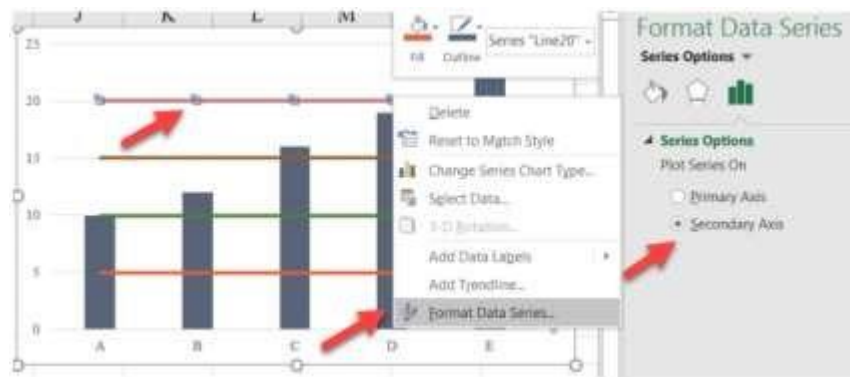 J K L M
Fill
Outline
Series "Line20"
25
20
15
10
5
0
A B C D E
Delete
Reset to Match Style
Change Series Chart Type...
Select Data...
3-D Rotation...
Add Data Labels
Add Trendline...
Format Data Series...
Format Data Series
Series Options
Series Options
Plot Series On
Primary Axis
Secondary Axis